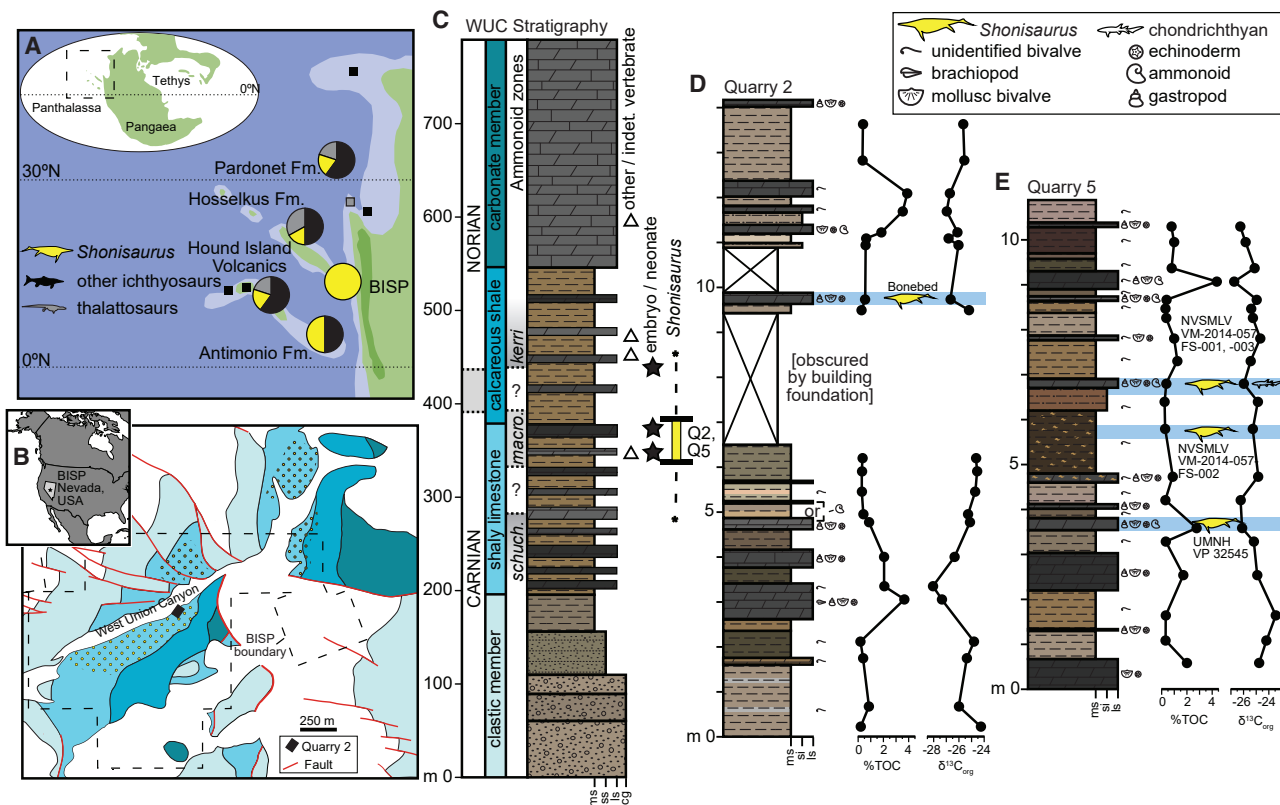 A
Tethys
0ºN
Panthalassa
Pangaea
30ºN
Pardonet Fm.
Hosselkus Fm.
Hound Island
Volcanics
Shonisaurus
other ichthyosaurs
thalattosaurs
BISP
Antimonio Fm.
0ºN
B
BISP
Nevada,
USA
West Union Canyon
BISP
boundary
250 m
Quarry 2
Fault
C
WUC Stratigraphy
700
600
500
400
300
200
100
m 0
NORIAN
CARNIAN
carbonate member
calcareous shale
shaly limestone
clastic member
Ammonoid zones
kerri
?
macro.
?
schuch.
ms
ss
ls
cg
other / indet. vertebrate
embryo / neonate
Shonisaurus
Q2,
Q5
Shonisaurus
unidentified bivalve
brachiopod
mollusc bivalve
chondrichthyan
echinoderm
ammonoid
gastropod
D
Quarry 2
10
Bonebed
[obscured
by building
foundation]
5
or
m 0
ms
si
ls
0 4
%TOC
-28 -26 -24
δ¹³Corg
E
Quarry 5
10
NVSMLV
VM-2014-057
FS-001, -003
5
NVSMLV
VM-2014-057
FS-002
UMNH
VP 32545
m 0
ms
si
ls
0 2 4
%TOC
-26 -24
δ¹³Corg